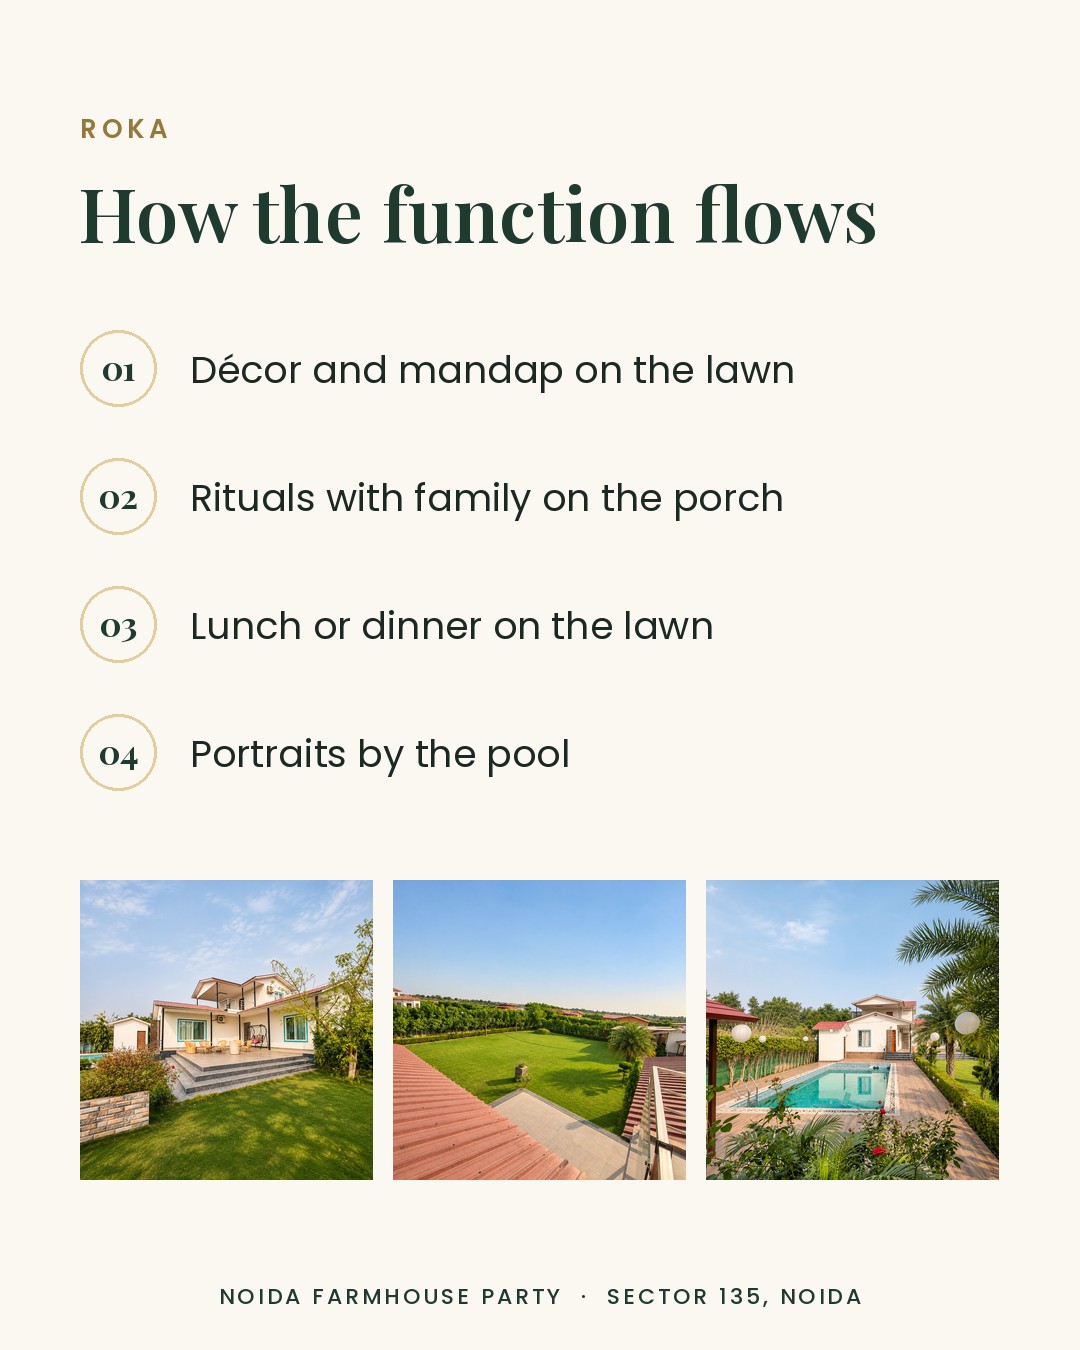 ROKA
How the function flows
01 Décor and mandap on the lawn
02 Rituals with family on the porch
03 Lunch or dinner on the lawn
04 Portraits by the pool
NOIDA FARMHOUSE PARTY · SECTOR 135, NOIDA